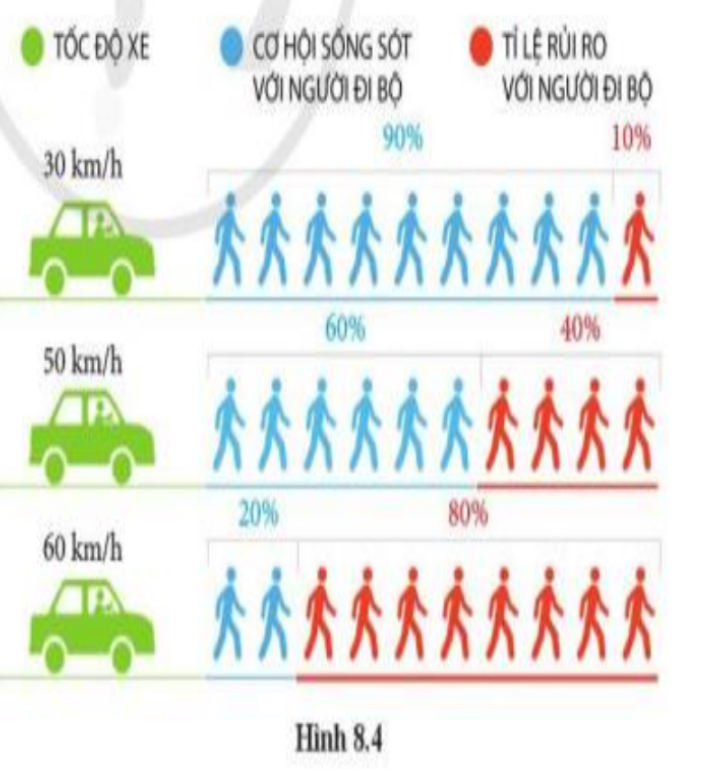 TỐC ĐỘ XE
CƠ HỘI SỐNG SÓT
VỚI NGƯỜI ĐI BỘ
TỈ LỆ RỦI RO
VỚI NGƯỜI ĐI BỘ
30 km/h
90%
10%
50 km/h
60%
40%
60 km/h
20%
80%
Hình 8.4